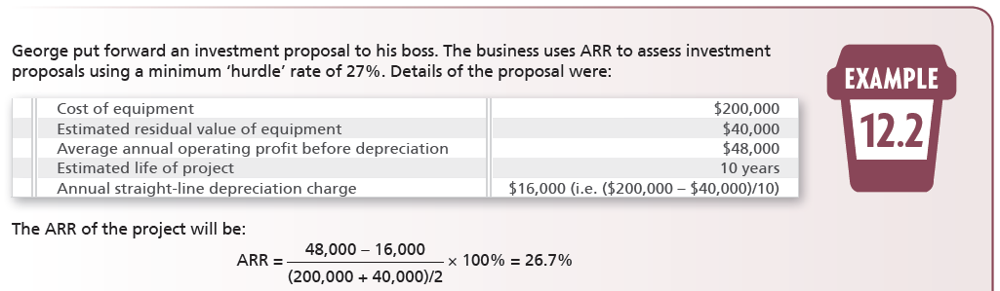 George put forward an investment proposal to his boss. The business uses ARR to assess investment
proposals using a minimum ‘hurdle’ rate of 27%. Details of the proposal were:
EXAMPLE
12.2
Cost of equipment $200,000
Estimated residual value of equipment $40,000
Average annual operating profit before depreciation $48,000
Estimated life of project 10 years
Annual straight-line depreciation charge $16,000 (i.e. ($200,000 – $40,000)/10)
The ARR of the project will be:
48,000 – 16,000
ARR = × 100% = 26.7%
(200,000 + 40,000)/2